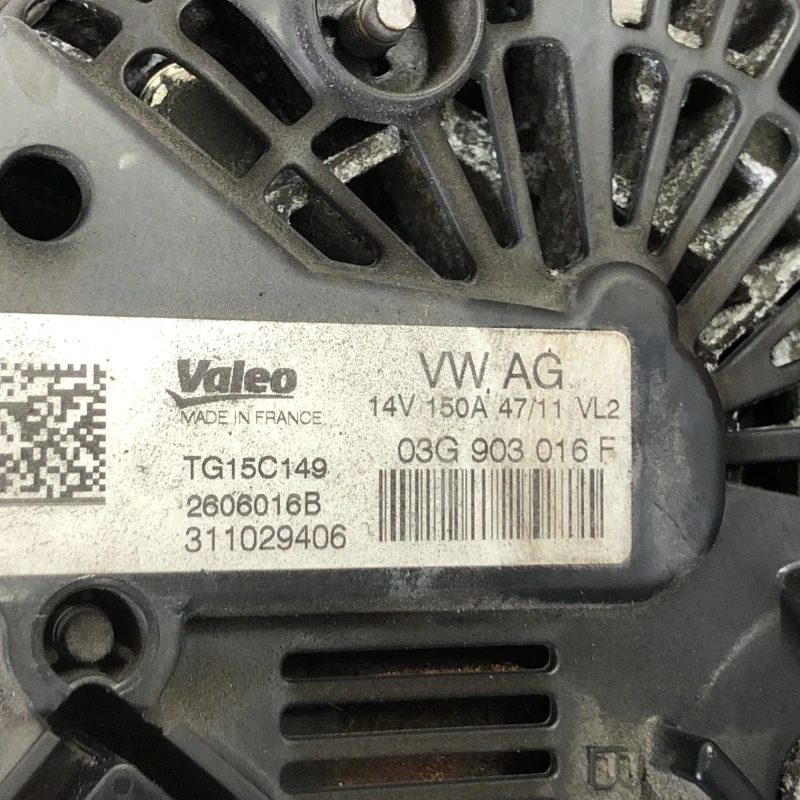 Valeo
MADE IN FRANCE
TG15C149
2606016B
311029406
VW AG
14V 150A 47/11 VL2
03G 903 016 F